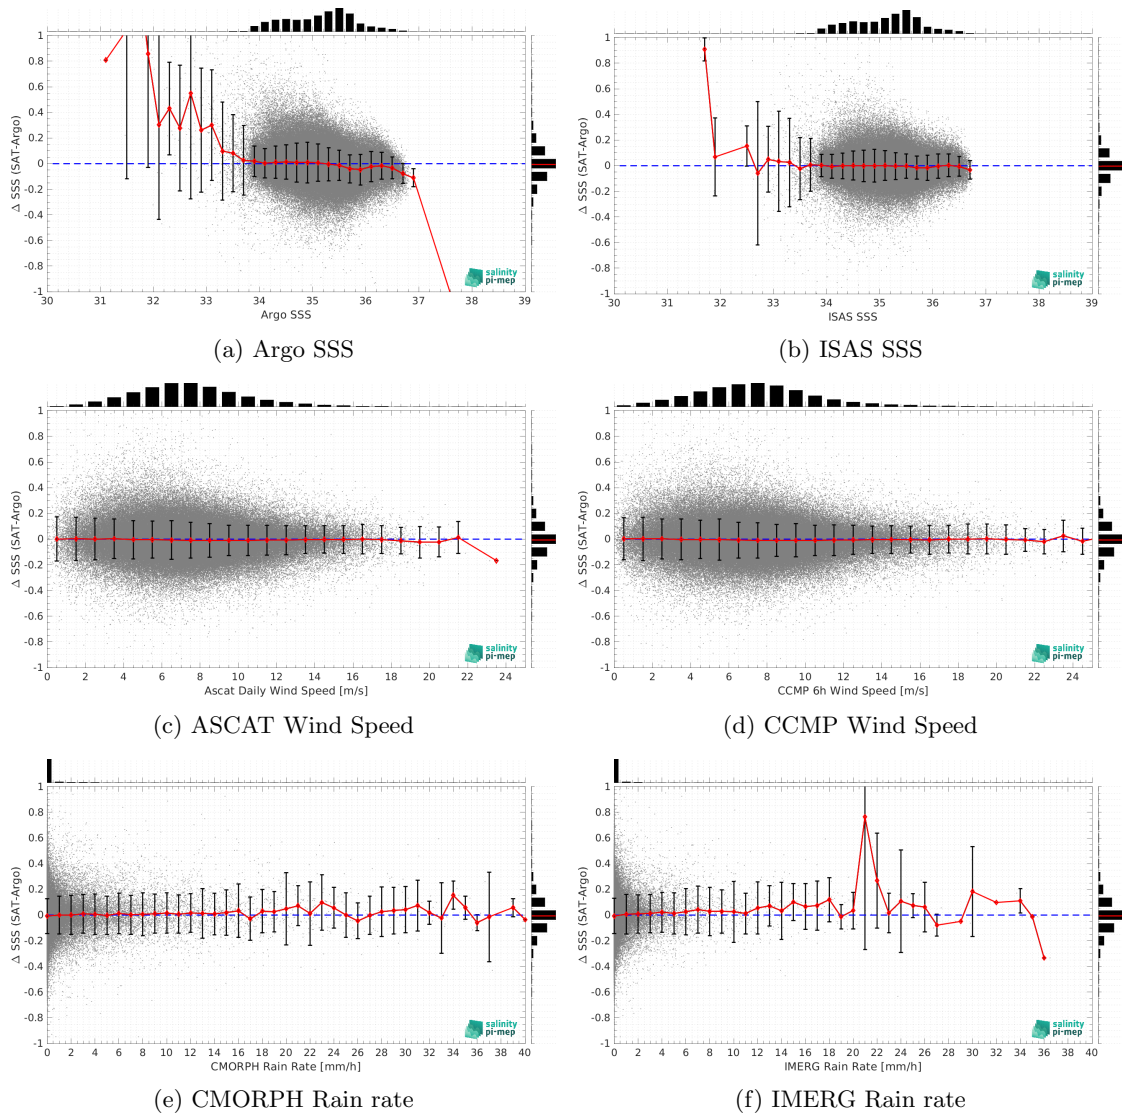 1
0.8
0.6
0.4
0.2
0
-0.2
-0.4
-0.6
-0.8
-1
Δ SSS (SAT-Argo)
30 31 32 33 34 35 36 37 38 39
Argo SSS
salinity
pi-mep
(a) Argo SSS
1
0.8
0.6
0.4
0.2
0
-0.2
-0.4
-0.6
-0.8
-1
Δ SSS (SAT-Argo)
30 31 32 33 34 35 36 37 38 39
ISAS SSS
salinity
pi-mep
(b) ISAS SSS
1
0.8
0.6
0.4
0.2
0
-0.2
-0.4
-0.6
-0.8
-1
Δ SSS (SAT-Argo)
0 2 4 6 8 10 12 14 16 18 20 22 24
Ascat Daily Wind Speed [m/s]
salinity
pi-mep
(c) ASCAT Wind Speed
1
0.8
0.6
0.4
0.2
0
-0.2
-0.4
-0.6
-0.8
-1
Δ SSS (SAT-Argo)
0 2 4 6 8 10 12 14 16 18 20 22 24
CCMP 6h Wind Speed [m/s]
salinity
pi-mep
(d) CCMP Wind Speed
1
0.8
0.6
0.4
0.2
0
-0.2
-0.4
-0.6
-0.8
-1
Δ SSS (SAT-Argo)
0 2 4 6 8 10 12 14 16 18 20 22 24 26 28 30 32 34 36 38 40
CMORPH Rain Rate [mm/h]
salinity
pi-mep
(e) CMORPH Rain rate
1
0.8
0.6
0.4
0.2
0
-0.2
-0.4
-0.6
-0.8
-1
Δ SSS (SAT-Argo)
0 2 4 6 8 10 12 14 16 18 20 22 24 26 28 30 32 34 36 38 40
IMERG Rain Rate [mm/h]
salinity
pi-mep
(f) IMERG Rain rate